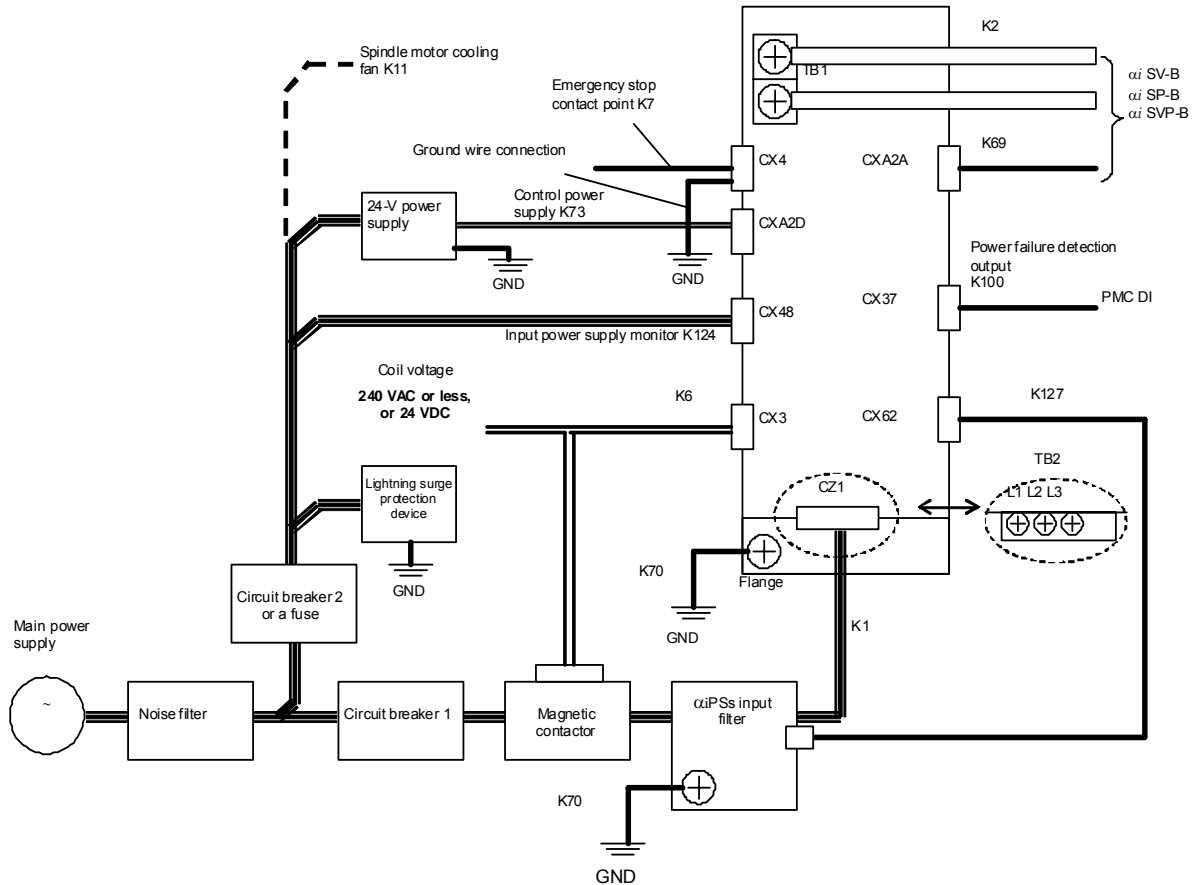 K2
Spindle motor cooling
fan K11
TB1
αi SV-B
αi SP-B
αi SVP-B
Emergency stop
contact point K7
K69
Ground wire connection
CX4
CXA2A
24-V power
supply
Control power
supply K73
CXA2D
GND
GND
Power failure detection
output
K100
CX48
CX37
PMC DI
Input power supply monitor K124
Coil voltage
240 VAC or less,
or 24 VDC
K6
CX3
CX62
K127
TB2
Lightning surge
protection
device
CZ1
L1 L2 L3
GND
K70
Flange
Circuit breaker 2
or a fuse
GND
K1
Main power
supply
~
Noise filter
Circuit breaker 1
Magnetic
contactor
αiPSs input
filter
K70
GND